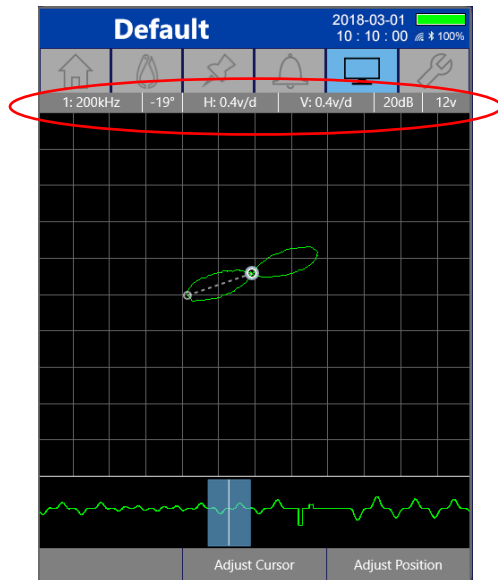 Default
2018-03-01
10 : 10 : 00 100%
1: 200kHz -19° H: 0.4v/d V: 0.4v/d 20dB 12v
Adjust Cursor Adjust Position